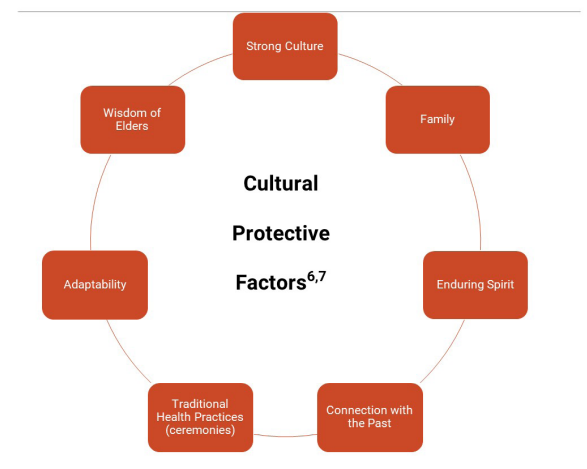 Strong Culture
Family
Enduring Spirit
Connection with
the Past
Traditional
Health Practices
(ceremonies)
Adaptability
Wisdom of
Elders
Cultural
Protective
Factors6,7